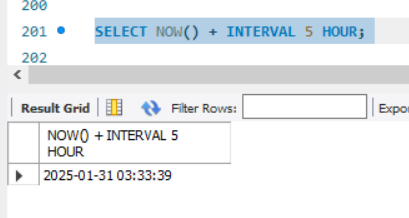 200
201 SELECT NOW() + INTERVAL 5 HOUR;
202
Result Grid Filter Rows:
NOW() + INTERVAL 5
HOUR
2025-01-31 03:33:39